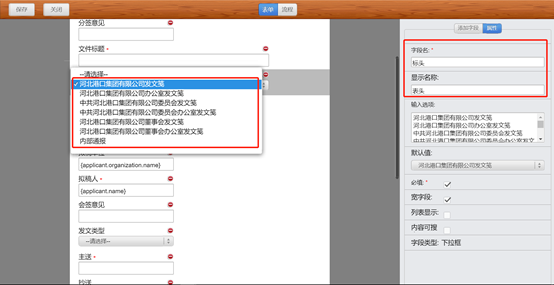 保存
关闭
表单
流程
分签意见
文件标题 *
--请选择--
✓河北港口集团有限公司发文笺
河北港口集团有限公司办公室发文笺
中共河北港口集团有限公司委员会发文笺
中共河北港口集团有限公司委员会办公室发文笺
河北港口集团有限公司董事会发文笺
河北港口集团有限公司董事会办公室发文笺
内部通报
{applicant.organization.name}
拟稿人 *
{applicant.name}
会签意见
发文类型
--请选择--
主送 *
抄送
添加字段
属性
字段名: *
标头
显示名称:
表头
输入选项:
河北港口集团有限公司发文笺
河北港口集团有限公司办公室发文笺
中共河北港口集团有限公司委员会发文笺
中共河北港口集团有限公司委员会办公室发文笺
默认值:
河北港口集团有限公司发文笺
必填: *
宽字段:
列表显示:
内容可搜
字段类型: 下拉框